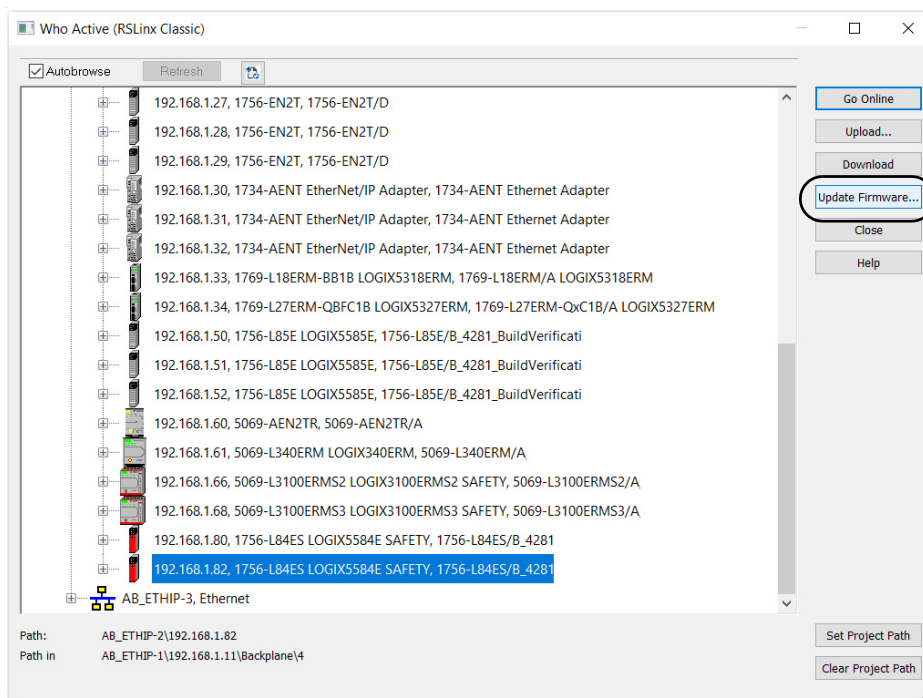 Who Active (RSLinx Classic)
Autobrowse
Refresh
192.168.1.27, 1756-EN2T, 1756-EN2T/D
192.168.1.28, 1756-EN2T, 1756-EN2T/D
192.168.1.29, 1756-EN2T, 1756-EN2T/D
192.168.1.30, 1734-AENT EtherNet/IP Adapter, 1734-AENT Ethernet Adapter
192.168.1.31, 1734-AENT EtherNet/IP Adapter, 1734-AENT Ethernet Adapter
192.168.1.32, 1734-AENT EtherNet/IP Adapter, 1734-AENT Ethernet Adapter
192.168.1.33, 1769-L18ERM-BB1B LOGIX5318ERM, 1769-L18ERM/A LOGIX5318ERM
192.168.1.34, 1769-L27ERM-QBFC1B LOGIX5327ERM, 1769-L27ERM-QxC1B/A LOGIX5327ERM
192.168.1.50, 1756-L85E LOGIX5585E, 1756-L85E/B_4281_BuildVerificati
192.168.1.51, 1756-L85E LOGIX5585E, 1756-L85E/B_4281_BuildVerificati
192.168.1.52, 1756-L85E LOGIX5585E, 1756-L85E/B_4281_BuildVerificati
192.168.1.60, 5069-AEN2TR, 5069-AEN2TR/A
192.168.1.61, 5069-L340ERM LOGIX340ERM, 5069-L340ERM/A
192.168.1.66, 5069-L3100ERMS2 LOGIX3100ERMS2 SAFETY, 5069-L3100ERMS2/A
192.168.1.68, 5069-L3100ERMS3 LOGIX3100ERMS3 SAFETY, 5069-L3100ERMS3/A
192.168.1.80, 1756-L84ES LOGIX5584E SAFETY, 1756-L84ES/B_4281
192.168.1.82, 1756-L84ES LOGIX5584E SAFETY, 1756-L84ES/B_4281
AB_ETHIP-3, Ethernet
Go Online
Upload...
Download
Update Firmware...
Close
Help
Path: AB_ETHIP-2\192.168.1.82
Path in AB_ETHIP-1\192.168.1.11\Backplane\4
Set Project Path
Clear Project Path